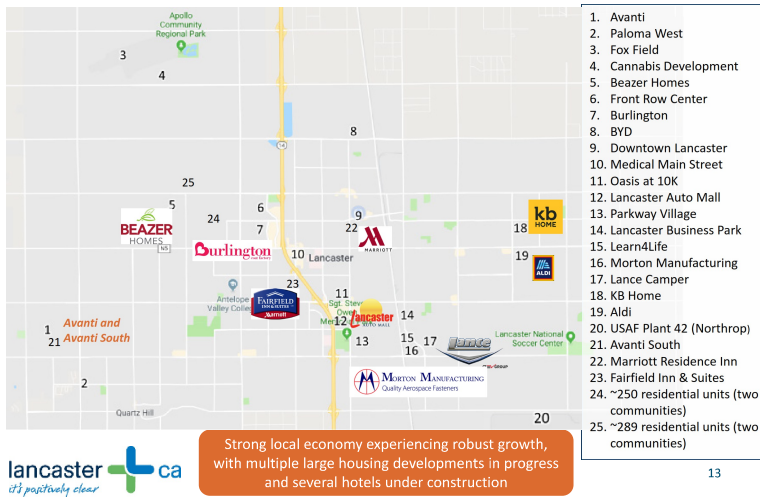 Apollo
Community
Regional Park
3
4
8
14
25
5
6
9
24
22
18
kb
HOME
BEAZER
HOMES
N5
7
MARRIOTT
Burlington
10
Lancaster
19
ALDI
23
Antelope
Valley Colle
FAIRFIELD
INN & SUITES
Marriott
11
Sgt. Steve
Owe
Me
12
Lancaster
AUTO MALL
14
1
21
Avanti and
Avanti South
13
15
17
16
Lance
Lancaster National
Soccer Center
MORTON MANUFACTURING
Quality Aerospace Fasteners
2
Quartz Hill
20
1. Avanti
2. Paloma West
3. Fox Field
4. Cannabis Development
5. Beazer Homes
6. Front Row Center
7. Burlington
8. BYD
9. Downtown Lancaster
10. Medical Main Street
11. Oasis at 10K
12. Lancaster Auto Mall
13. Parkway Village
14. Lancaster Business Park
15. Learn4Life
16. Morton Manufacturing
17. Lance Camper
18. KB Home
19. Aldi
20. USAF Plant 42 (Northrop)
21. Avanti South
22. Marriott Residence Inn
23. Fairfield Inn & Suites
24. ~250 residential units (two
communities)
25. ~289 residential units (two
communities)
lancaster ca
it's positively clear
Strong local economy experiencing robust growth,
with multiple large housing developments in progress
and several hotels under construction
13